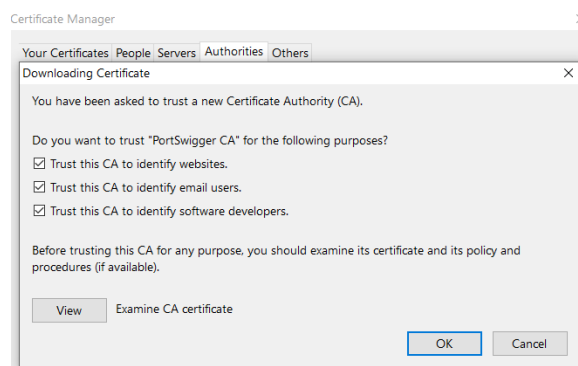 Certificate Manager
Your Certificates People Servers Authorities Others
Downloading Certificate
You have been asked to trust a new Certificate Authority (CA).
Do you want to trust "PortSwigger CA" for the following purposes?
Trust this CA to identify websites.
Trust this CA to identify email users.
Trust this CA to identify software developers.
Before trusting this CA for any purpose, you should examine its certificate and its policy and
procedures (if available).
View Examine CA certificate
OK Cancel